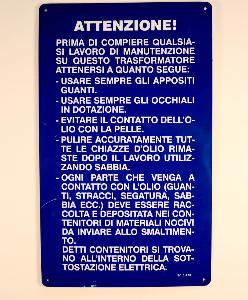 ATTENZIONE!
PRIMA DI COMPIERE QUALSIA-
SI LAVORO DI MANUTENZIONE
SU QUESTO TRASFORMATORE
ATTENERSI A QUANTO SEGUE:
- USARE SEMPRE GLI APPOSITI
GUANTI.
- USARE SEMPRE GLI OCCHIALI
IN DOTAZIONE.
- EVITARE IL CONTATTO DELL'O-
LIO CON LA PELLE.
- PULIRE ACCURATAMENTE TUT-
TE LE CHIAZZE D'OLIO RIMA-
STE DOPO IL LAVORO UTILIZ-
ZANDO SABBIA.
- OGNI PARTE CHE VENGA A
CONTATTO CON L'OLIO (GUAN-
TI, STRACCI, SEGATURA, SAB-
BIA ECC.) DEVE ESSERE RAC-
COLTA E DEPOSITATA NEI CON-
TENITORI DI MATERIALI NOCIVI
DA INVIARE ALLO SMALTIMEN-
TO.
DETTI CONTENITORI SI TROVA-
NO ALL'INTERNO DELLA SOT-
TOSTAZIONE ELETTRICA.